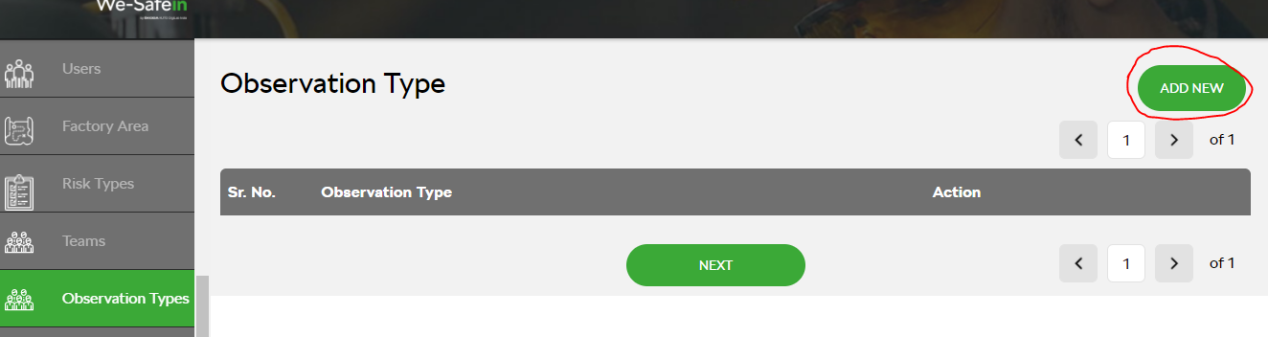 We-Safein
Users
Factory Area
Risk Types
Teams
Observation Types
Observation Type
ADD NEW
< 1 > of 1
Sr. No. Observation Type Action
NEXT
< 1 > of 1